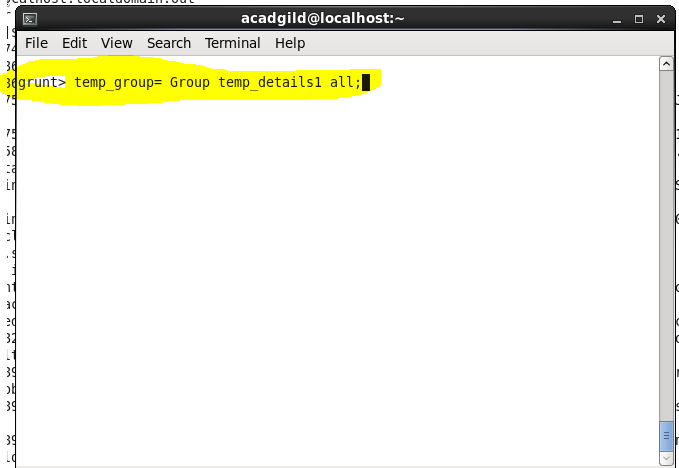 acadgild@localhost:~
File Edit View Search Terminal Help
grunt> temp_group= Group temp_details1 all;